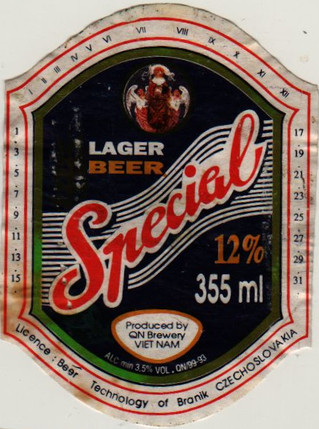 I II III IV V VI VII VIII IX X XI XII
LAGER
BEER
Special
12%
355 ml
Produced by
QN Brewery
VIET NAM
ALC min 3,5% VOL. QN/99-93
1 · 3 · 5 · 7 · 9 · 11 · 13 · 15
17 · 19 · 21 · 23 · 25 · 27 · 29 · 31
Licence : Beer Technology of Branik CZECHOSLOVAKIA